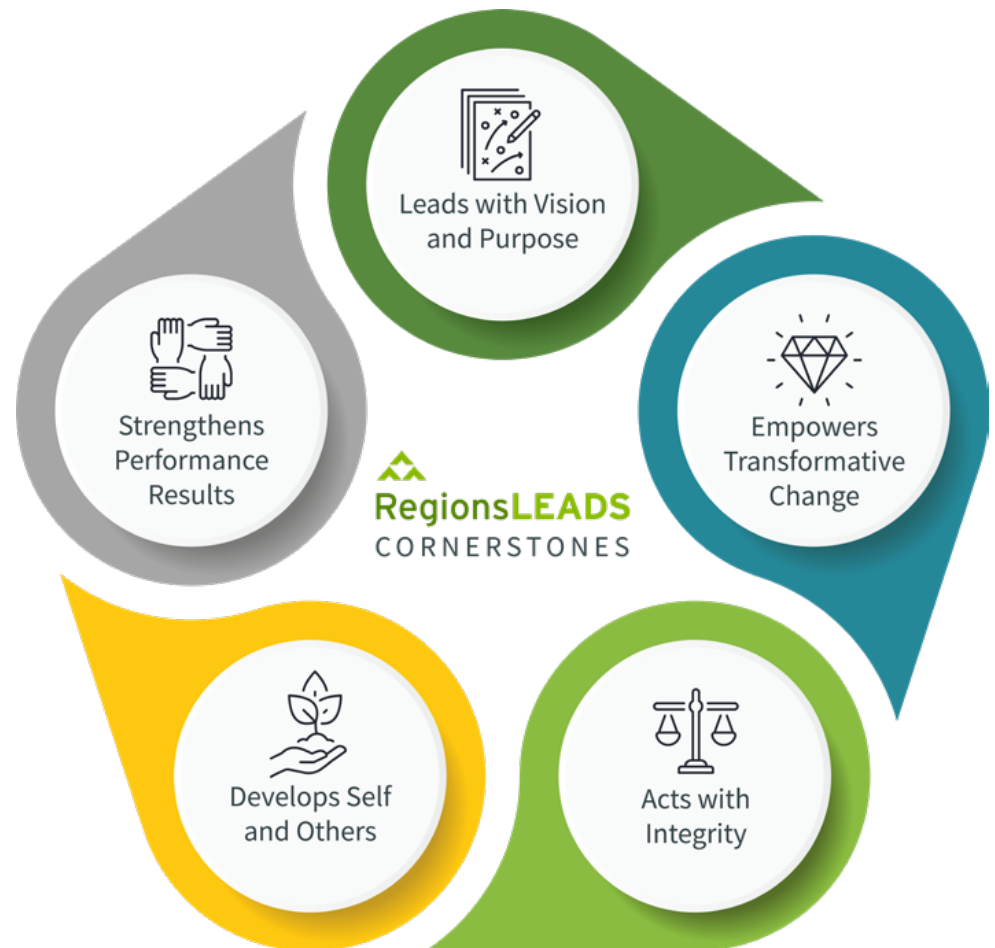 Leads with Vision
and Purpose
Empowers
Transformative
Change
Acts with
Integrity
Develops Self
and Others
Strengthens
Performance
Results
RegionsLEADS
CORNERSTONES